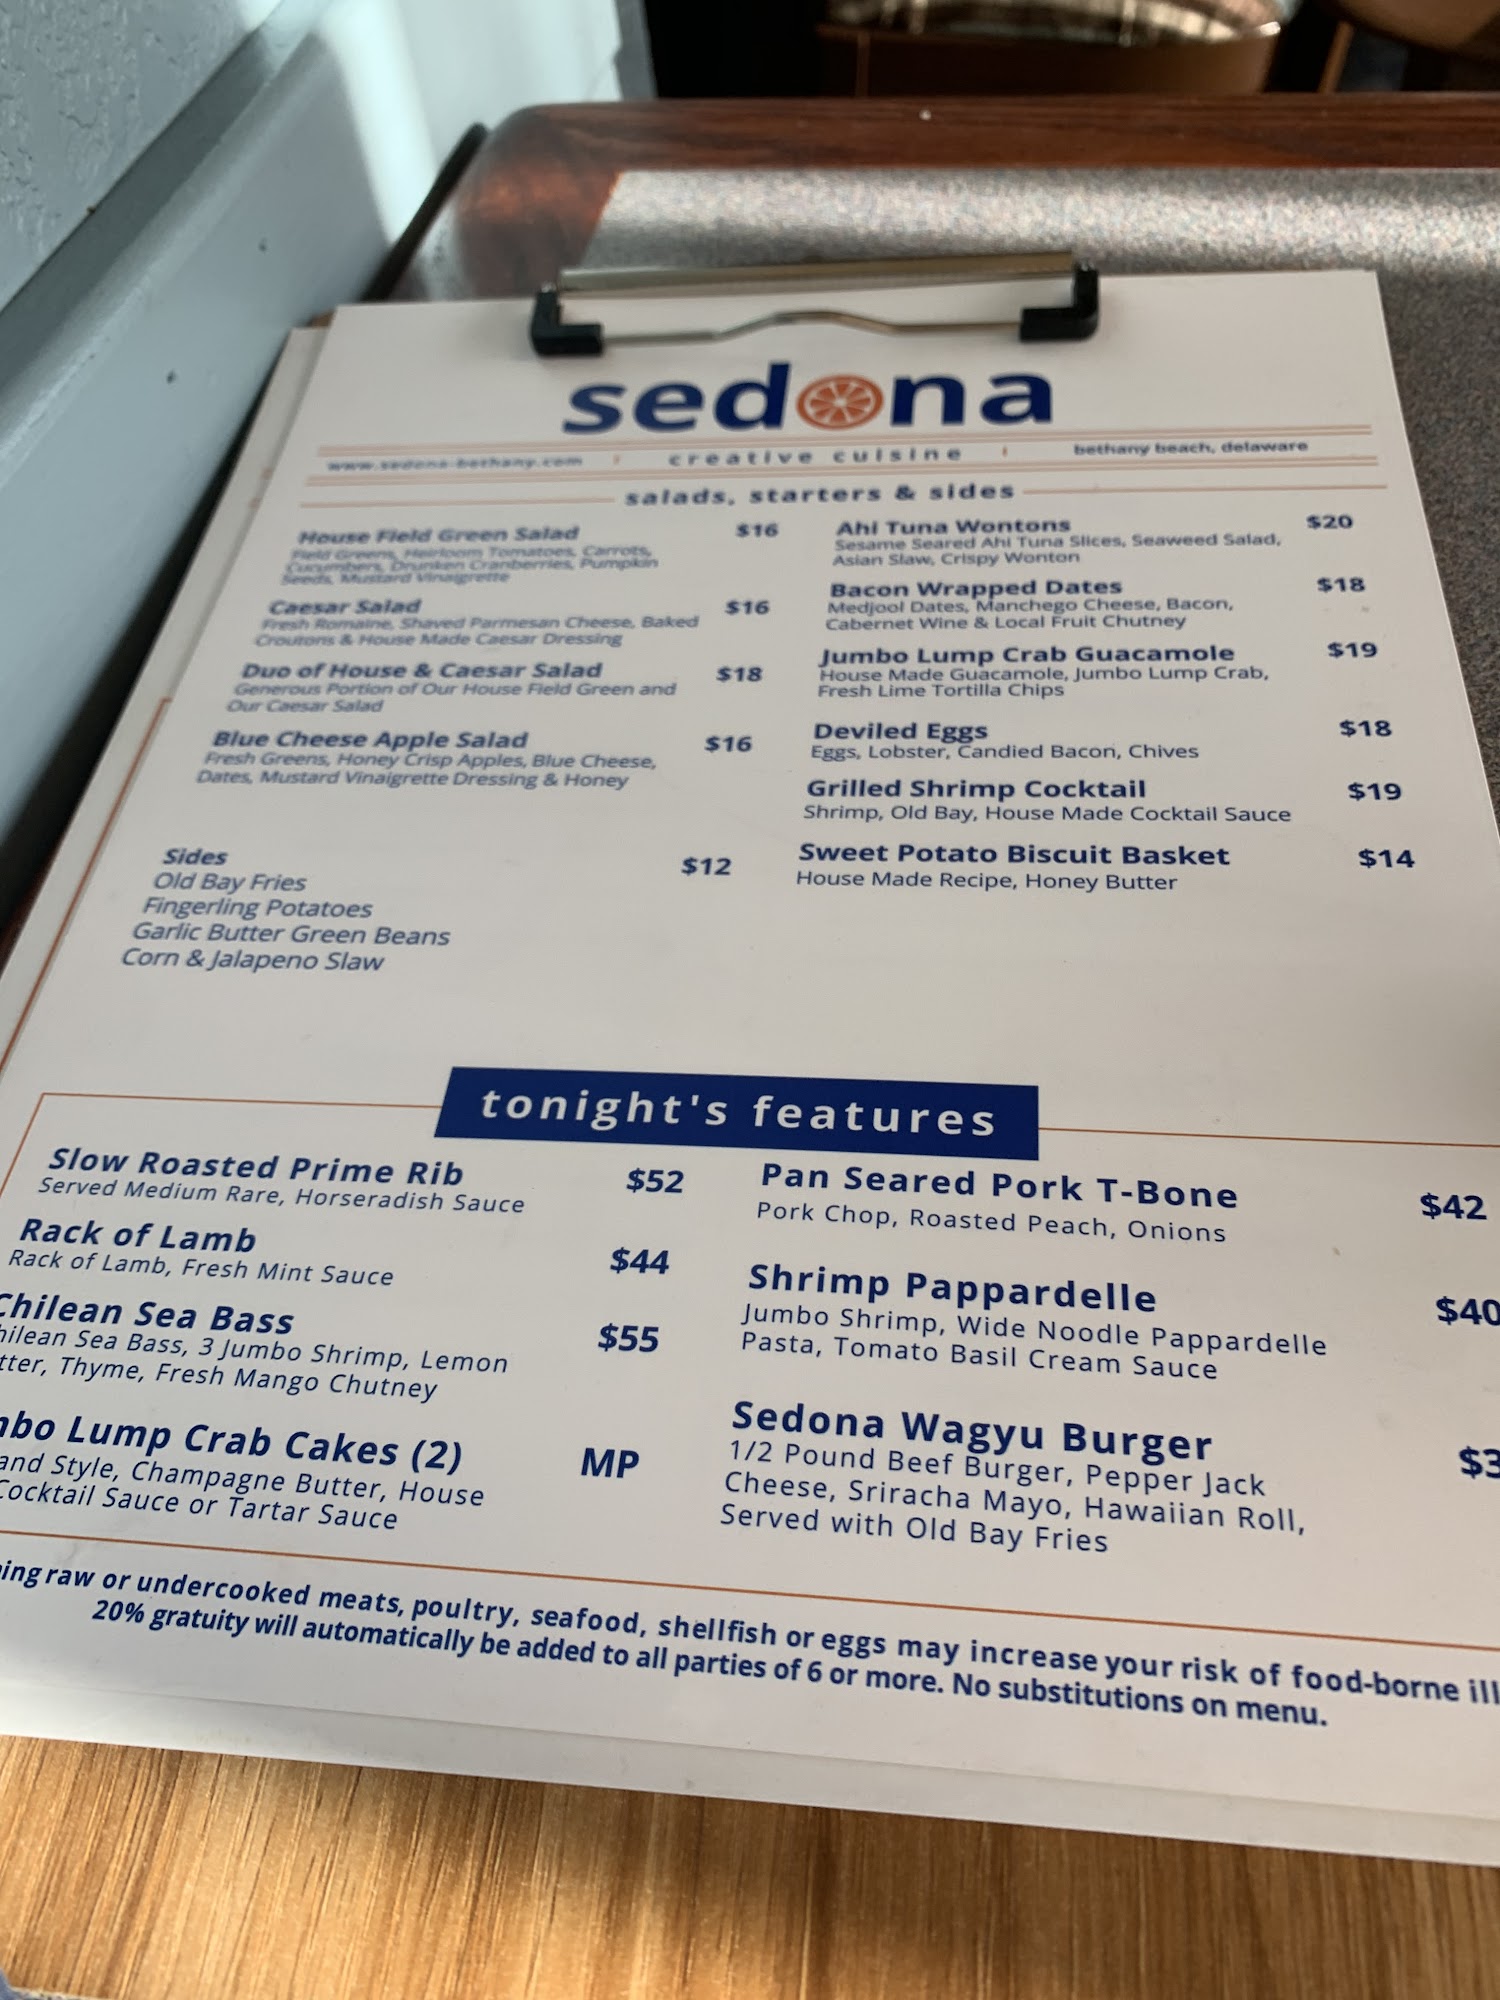 sedona
www.sedona-bethany.com | creative cuisine | bethany beach, delaware
salads, starters & sides
House Field Green Salad $16
Field Greens, Heirloom Tomatoes, Carrots,
Cucumbers, Drunken Cranberries, Pumpkin
Seeds, Mustard Vinaigrette
Caesar Salad $16
Fresh Romaine, Shaved Parmesan Cheese, Baked
Croutons & House Made Caesar Dressing
Duo of House & Caesar Salad $18
Generous Portion of Our House Field Green and
Our Caesar Salad
Blue Cheese Apple Salad $16
Fresh Greens, Honey Crisp Apples, Blue Cheese,
Dates, Mustard Vinaigrette Dressing & Honey
Sides $12
Old Bay Fries
Fingerling Potatoes
Garlic Butter Green Beans
Corn & Jalapeno Slaw
Ahi Tuna Wontons $20
Sesame Seared Ahi Tuna Slices, Seaweed Salad,
Asian Slaw, Crispy Wonton
Bacon Wrapped Dates $18
Medjool Dates, Manchego Cheese, Bacon,
Cabernet Wine & Local Fruit Chutney
Jumbo Lump Crab Guacamole $19
House Made Guacamole, Jumbo Lump Crab,
Fresh Lime Tortilla Chips
Deviled Eggs $18
Eggs, Lobster, Candied Bacon, Chives
Grilled Shrimp Cocktail $19
Shrimp, Old Bay, House Made Cocktail Sauce
Sweet Potato Biscuit Basket $14
House Made Recipe, Honey Butter
tonight's features
Slow Roasted Prime Rib $52
Served Medium Rare, Horseradish Sauce
Rack of Lamb $44
Rack of Lamb, Fresh Mint Sauce
Chilean Sea Bass $55
hilean Sea Bass, 3 Jumbo Shrimp, Lemon
tter, Thyme, Fresh Mango Chutney
mbo Lump Crab Cakes (2) MP
and Style, Champagne Butter, House
Cocktail Sauce or Tartar Sauce
Pan Seared Pork T-Bone $42
Pork Chop, Roasted Peach, Onions
Shrimp Pappardelle $40
Jumbo Shrimp, Wide Noodle Pappardelle
Pasta, Tomato Basil Cream Sauce
Sedona Wagyu Burger $3
1/2 Pound Beef Burger, Pepper Jack
Cheese, Sriracha Mayo, Hawaiian Roll,
Served with Old Bay Fries
ing raw or undercooked meats, poultry, seafood, shellfish or eggs may increase your risk of food-borne ill
20% gratuity will automatically be added to all parties of 6 or more. No substitutions on menu.